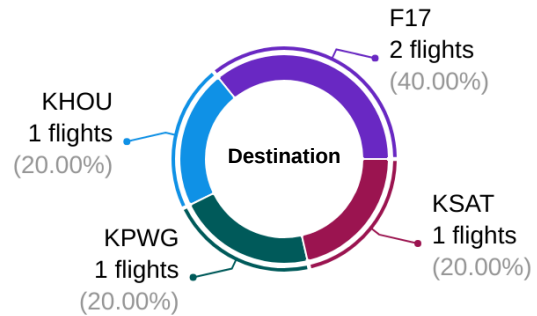 F17
2 flights
(40.00%)
KHOU
1 flights
(20.00%)
Destination
KSAT
1 flights
(20.00%)
KPWG
1 flights
(20.00%)